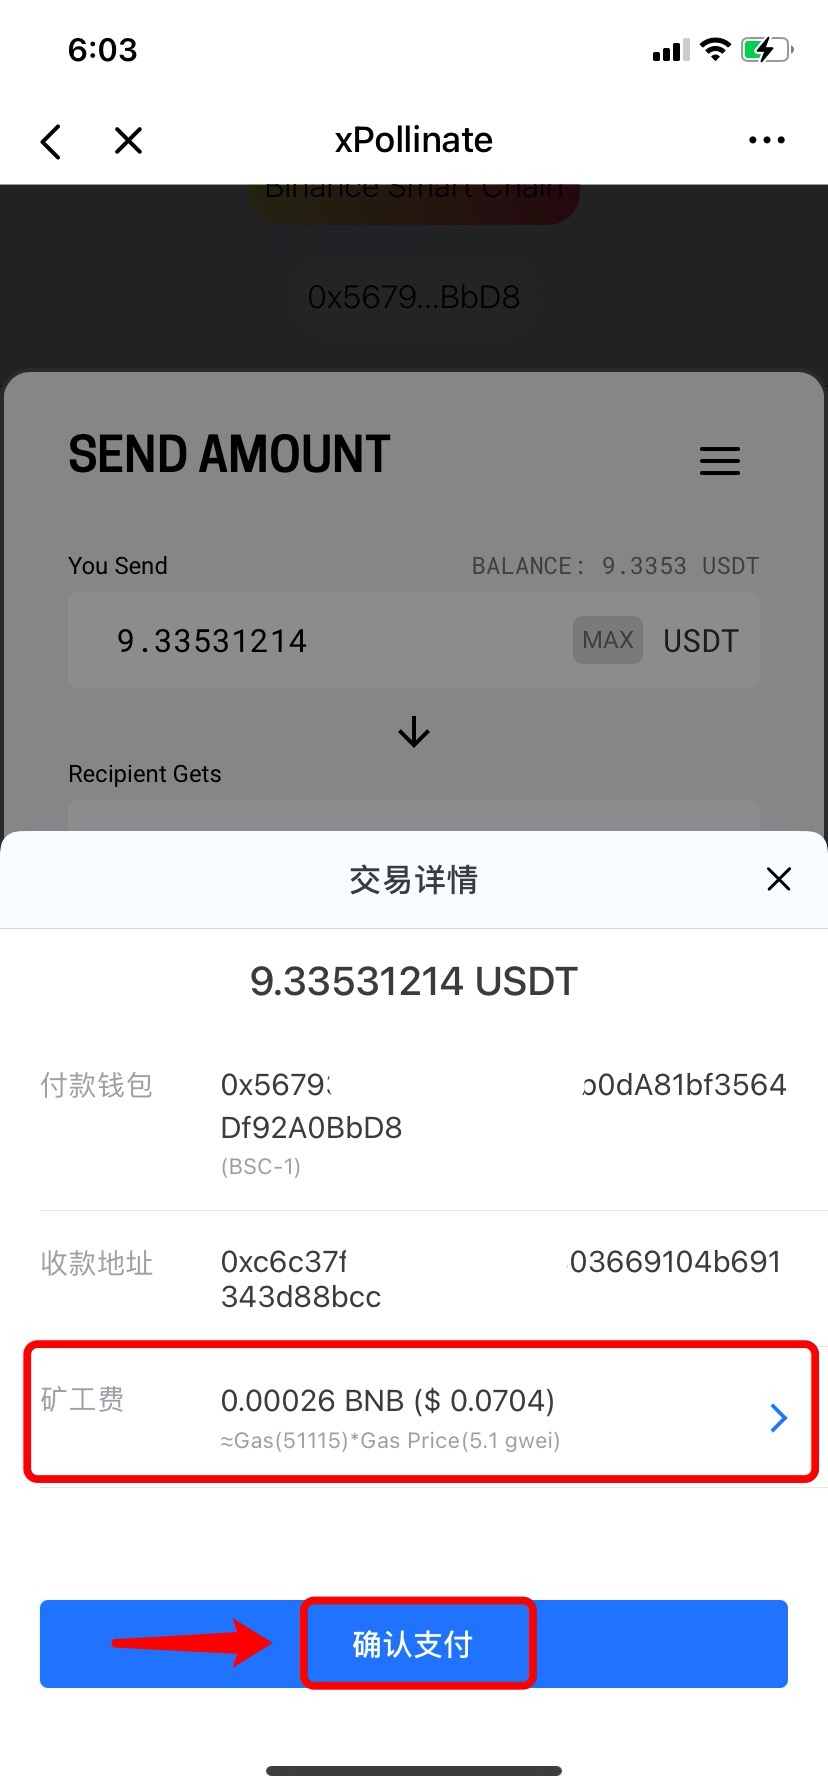 6:03
xPollinate
Binance Smart Chain
0x5679...BbD8
SEND AMOUNT
You Send
BALANCE: 9.3353 USDT
9.33531214
MAX
USDT
Recipient Gets
交易详情
9.33531214 USDT
付款钱包
0x5679 b0dA81bf3564
Df92A0BbD8
(BSC-1)
收款地址
0xc6c37f 03669104b691
343d88bcc
矿工费
0.00026 BNB ($ 0.0704)
≈Gas(51115)*Gas Price(5.1 gwei)
确认支付